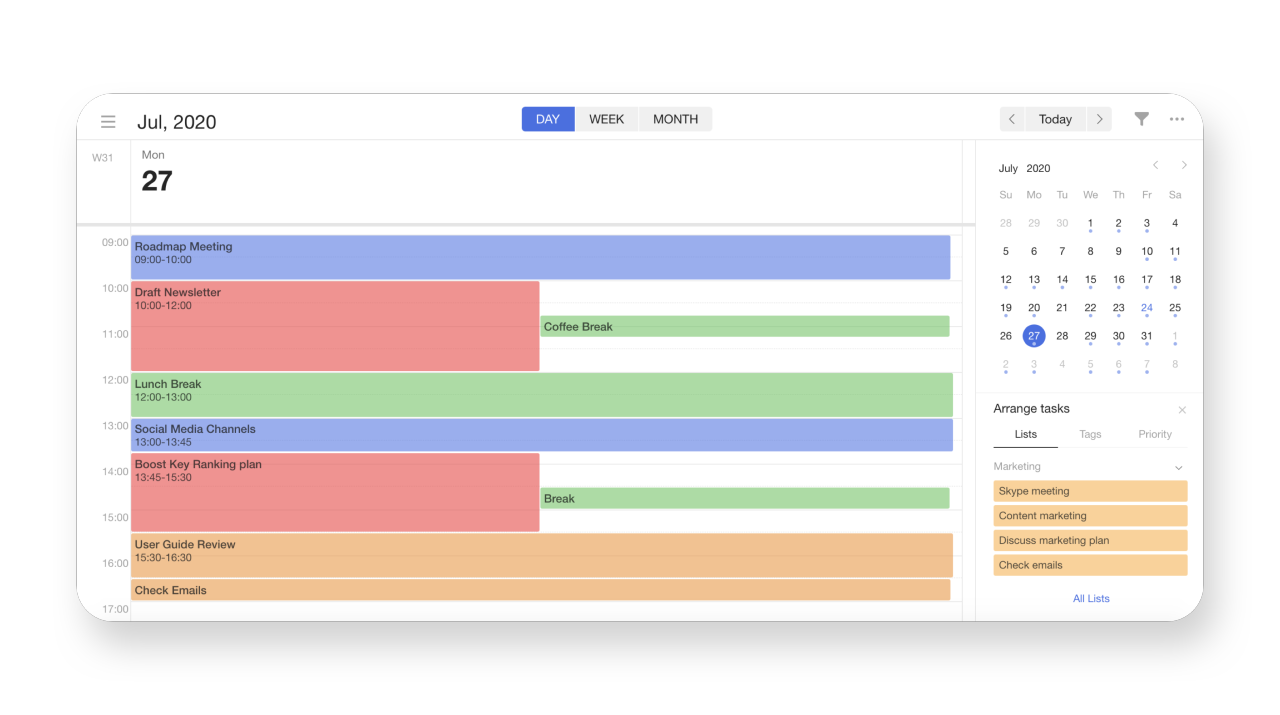 Jul, 2020
DAY WEEK MONTH
Today
W31
Mon
27
09:00
Roadmap Meeting
09:00-10:00
10:00
Draft Newsletter
10:00-12:00
Coffee Break
11:00
12:00
Lunch Break
12:00-13:00
13:00
Social Media Channels
13:00-13:45
Boost Key Ranking plan
14:00
13:45-15:30
Break
15:00
User Guide Review
15:30-16:30
16:00
Check Emails
17:00
July 2020
Su Mo Tu We Th Fr Sa
28 29 30 1 2 3 4
5 6 7 8 9 10 11
12 13 14 15 16 17 18
19 20 21 22 23 24 25
26 27 28 29 30 31 1
2 3 4 5 6 7 8
Arrange tasks
Lists Tags Priority
Marketing
Skype meeting
Content marketing
Discuss marketing plan
Check emails
All Lists